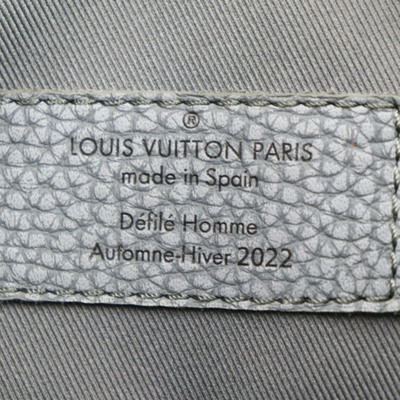 ®
LOUIS VUITTON PARIS
made in Spain
Défilé Homme
Automne-Hiver 2022